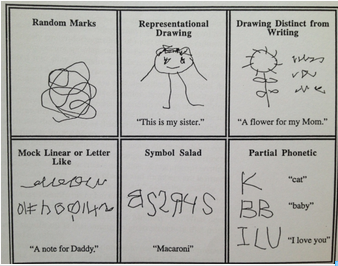 Random Marks
Representational
Drawing
"This is my sister."
Drawing Distinct from
Writing
"A flower for my Mom."
Mock Linear or Letter
Like
"A note for Daddy."
Symbol Salad
"Macaroni"
Partial Phonetic
K "cat"
BB "baby"
ILU "I love you"